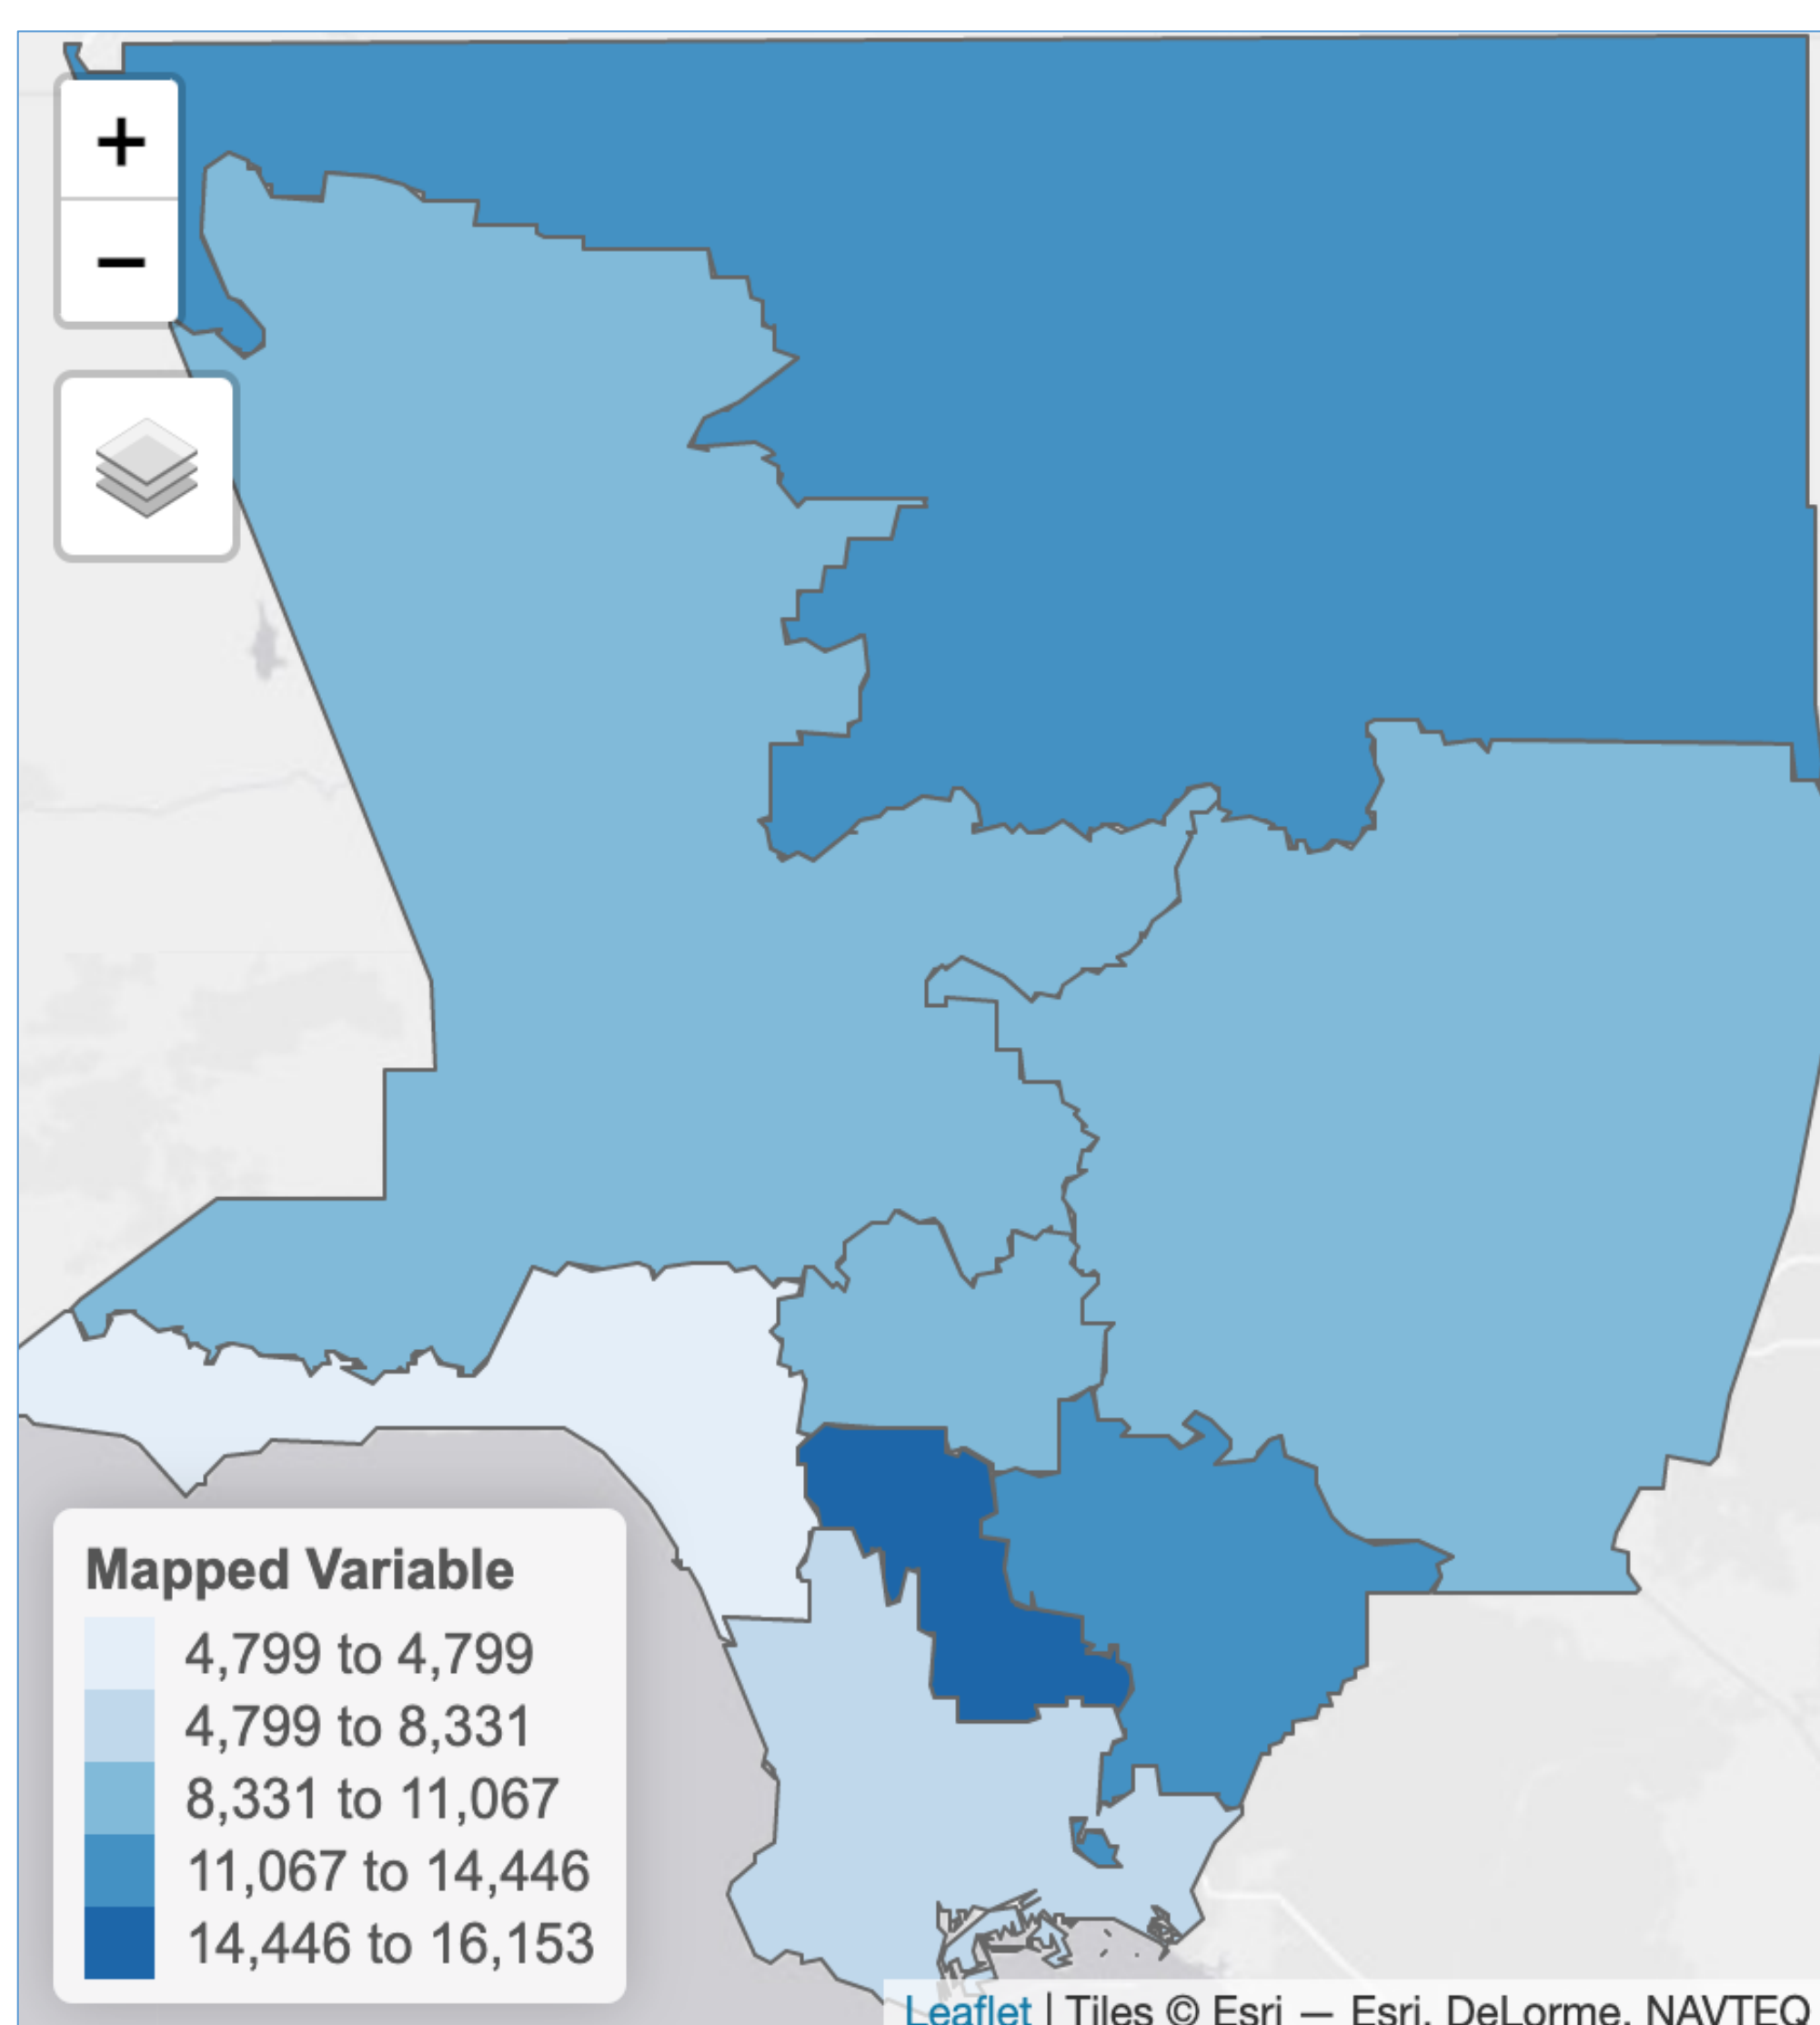 +
−
Mapped Variable
4,799 to 4,799
4,799 to 8,331
8,331 to 11,067
11,067 to 14,446
14,446 to 16,153
Leaflet | Tiles © Esri — Esri, DeLorme, NAVTEQ